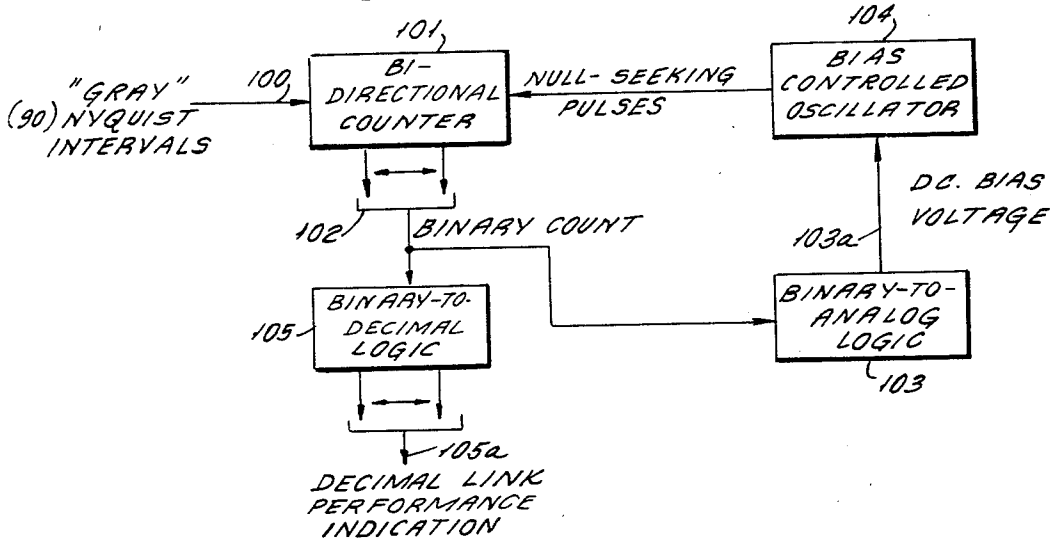 104
101
BIAS
CONTROLLED
OSCILLATOR
BI-
DIRECTIONAL
COUNTER
NULL-SEEKING
PULSES
100
"GRAY"
(90) NYQUIST
INTERVALS
D.C. BIAS
VOLTAGE
103a
102
BINARY COUNT
BINARY-TO-
DECIMAL
LOGIC
105
BINARY-TO-
ANALOG
LOGIC
103
105a
DECIMAL LINK
PERFORMANCE
INDICATION